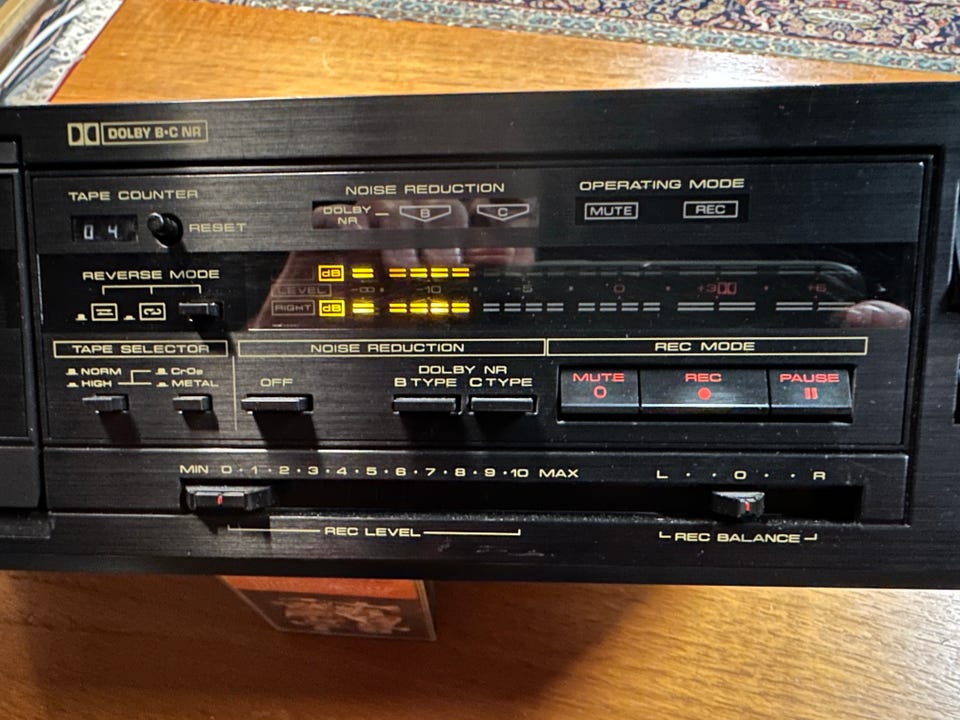 DOLBY B·C NR
TAPE COUNTER
0 4
RESET
NOISE REDUCTION
DOLBY NR
B
C
OPERATING MODE
MUTE
REC
REVERSE MODE
dB
LEVEL
-∞ · -10 · -5 · 0 · +3 · +6
RIGHT dB
TAPE SELECTOR
NORM
HIGH
CrO₂
METAL
NOISE REDUCTION
OFF
DOLBY NR
B TYPE C TYPE
REC MODE
MUTE
REC
PAUSE
MIN 0 · 1 · 2 · 3 · 4 · 5 · 6 · 7 · 8 · 9 · 10 MAX
REC LEVEL
L · · 0 · · R
REC BALANCE